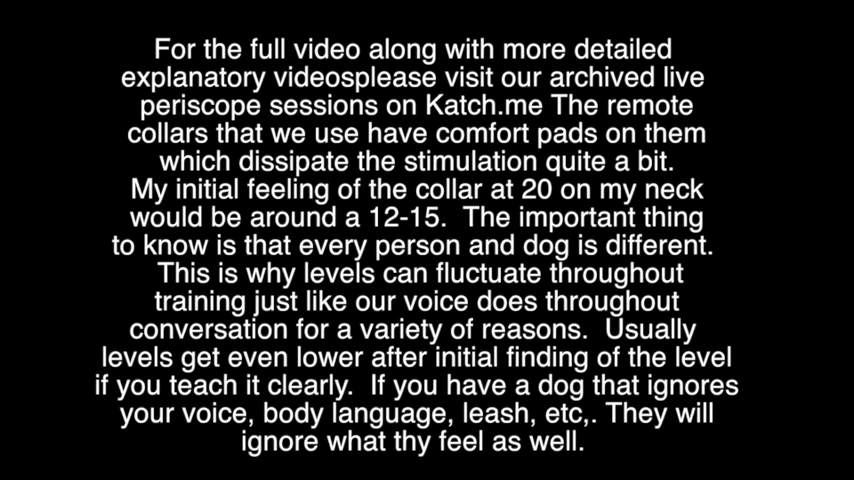 For the full video along with more detailed
explanatory videosplease visit our archived live
periscope sessions on Katch.me The remote
collars that we use have comfort pads on them
which dissipate the stimulation quite a bit.
My initial feeling of the collar at 20 on my neck
would be around a 12-15.  The important thing
to know is that every person and dog is different.
This is why levels can fluctuate throughout
training just like our voice does throughout
conversation for a variety of reasons.  Usually
levels get even lower after initial finding of the level
if you teach it clearly.  If you have a dog that ignores
your voice, body language, leash, etc,. They will
ignore what thy feel as well.